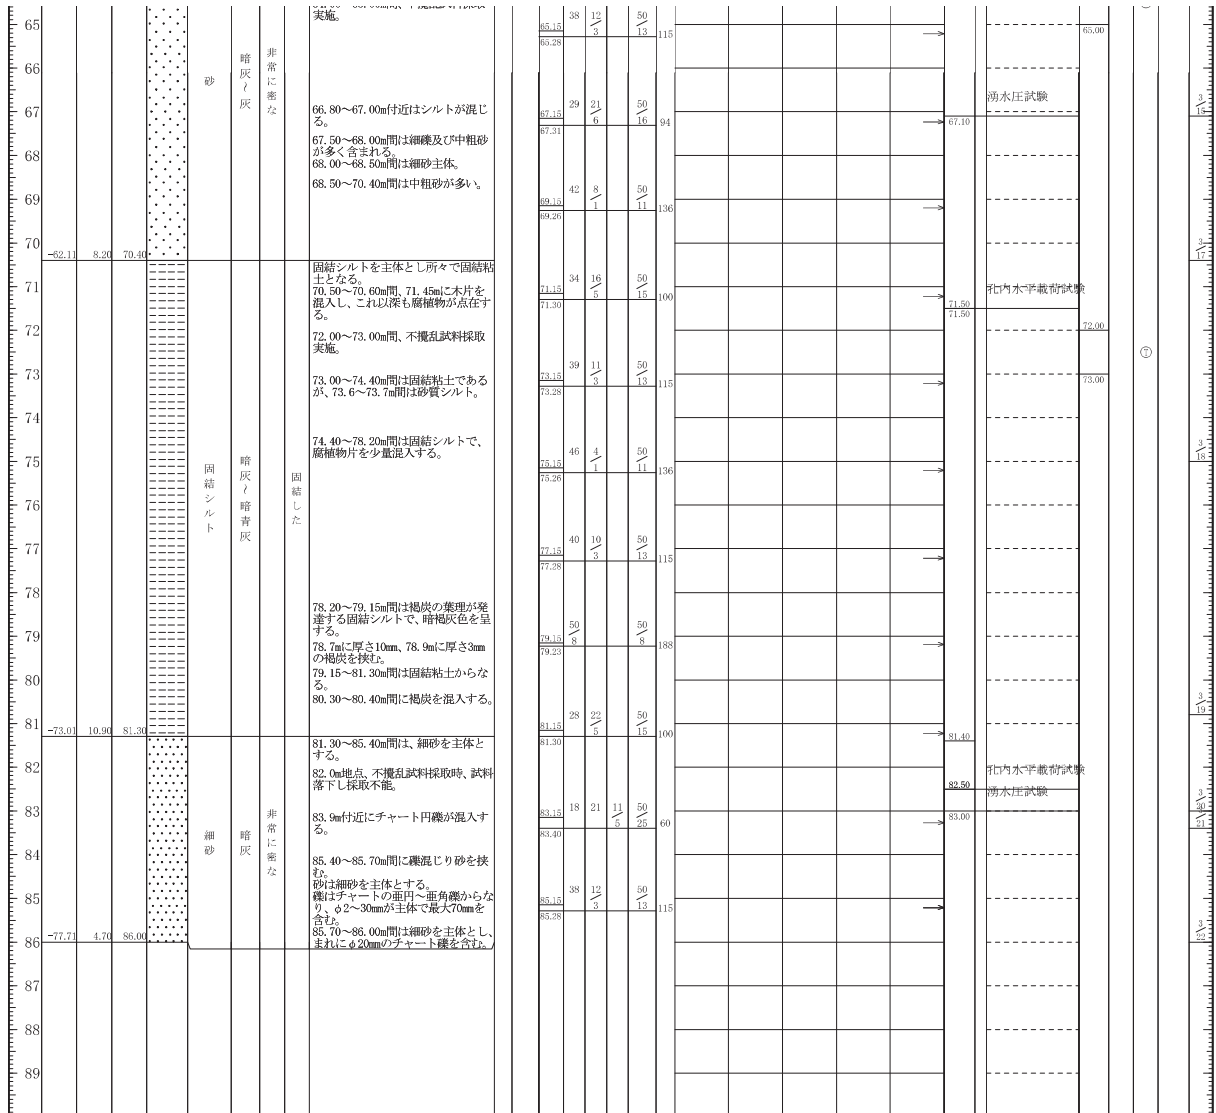 実施。
65
38 12 50
65.15 3 13
65.28
115
65.00
66
砂
暗灰～灰
非常に密な
湧水圧試験
66.80～67.00m付近はシルトが混じ
る。
67
67.15 29 21 50
6 16
67.31
94
67.10
3
15
67.50～68.00m間は細礫及び中粗砂
が多く含まれる。
68
68.00～68.50m間は細砂主体。
68.50～70.40m間は中粗砂が多い。
69
69.15 42 8 50
1 11
69.26
136
70
-62.11 8.20 70.40
3
17
固結シルトを主体とし所々で固結粘
土となる。
71
70.50～70.60m間、71.45mに木片を
混入し、これ以深も腐植物が点在す
る。
71.15 34 16 50
5 15
71.30
100
孔内水平載荷試験
71.50
71.50
72
72.00
72.00～73.00m間、不攪乱試料採取
実施。
Ⓣ
73
73.15 39 11 50
3 13
73.28
115
73.00
73.00～74.40m間は固結粘土である
が、73.6～73.7m間は砂質シルト。
74
74.40～78.20m間は固結シルトで、
腐植物片を少量混入する。
75
75.15 46 4 50
1 11
75.26
136
3
18
固結シルト
暗灰～暗青灰
固結した
76
77
77.15 40 10 50
3 13
77.28
115
78
78.20～79.15m間は褐炭の葉理が発
達する固結シルトで、暗褐灰色を呈
する。
79
79.15 50 50
8 8
79.23
188
78.7mに厚さ10mm、78.9mに厚さ3mm
の褐炭を挟む。
79.15～81.30m間は固結粘土からな
る。
80
80.30～80.40m間に褐炭を混入する。
3
19
81
-73.01 10.90 81.30
81.15 28 22 50
5 15
81.30
100
81.40
81.30～85.40m間は、細砂を主体と
する。
82
82.0m地点、不攪乱試料採取時、試料
落下し採取不能。
孔内水平載荷試験
82.50
湧水圧試験
83
83.15 18 21 11 50
5 25
83.40
60
83.00
3
20
21
83.9m付近にチャート円礫が混入す
る。
細砂
暗灰
非常に密な
84
85.40～85.70m間に礫混じり砂を挟
む。
砂は細砂を主体とする。
85
85.15 38 12 50
3 13
85.28
115
礫はチャートの亜円～亜角礫からな
り、φ2～30mmが主体で最大70mmを
含む。
85.70～86.00m間は細砂を主体とし、
まれにφ20mmのチャート礫を含む。
3
22
86
-77.71 4.70 86.00
87
88
89